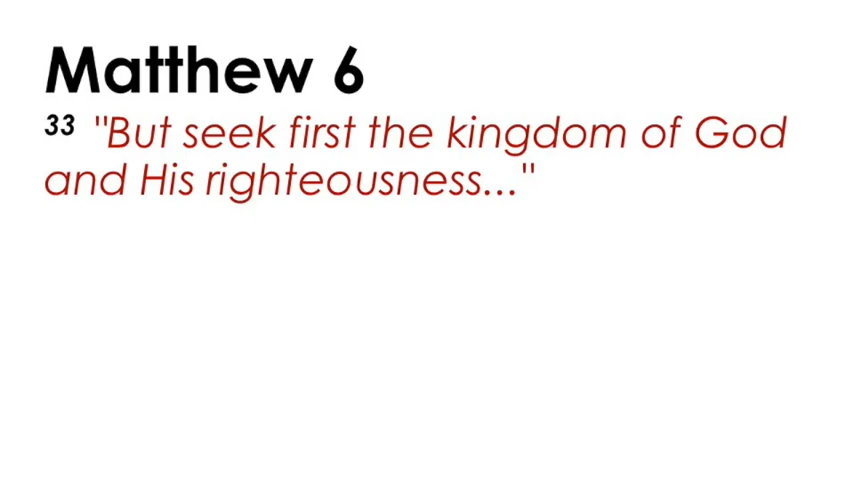 Matthew 6
33 "But seek first the kingdom of God
and His righteousness..."